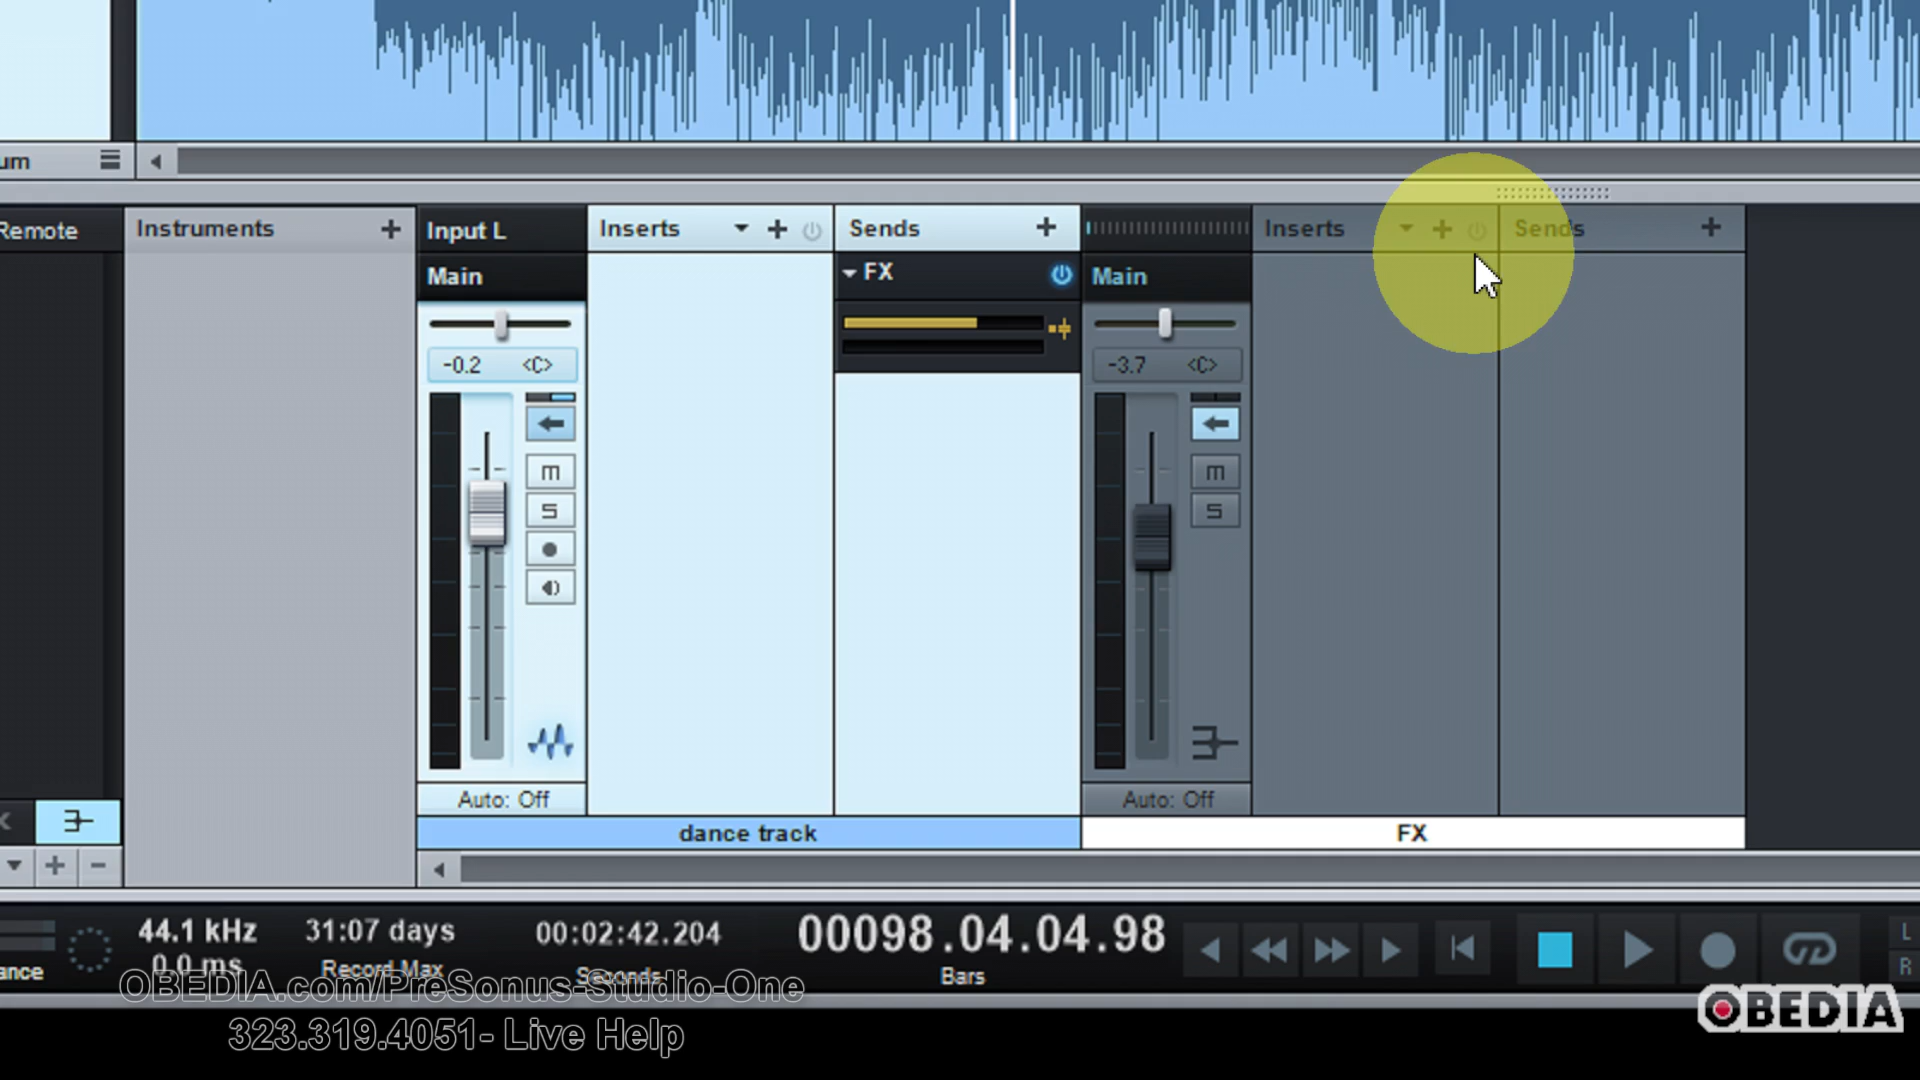 um
Remote
Instruments
Input L
Inserts
Sends
Inserts
Sends
Main
FX
Main
-0.2 <C>
-3.7 <C>
m
m
S
S
Auto: Off
Auto: Off
dance track
FX
44.1 kHz
31:07 days
00:02:42.204
00098.04.04.98
L
ance
0.0 ms
Record Max
Seconds
Bars
R
OBEDIA.com/PreSonus-Studio-One
323.319.4051- Live Help
OBEDIA